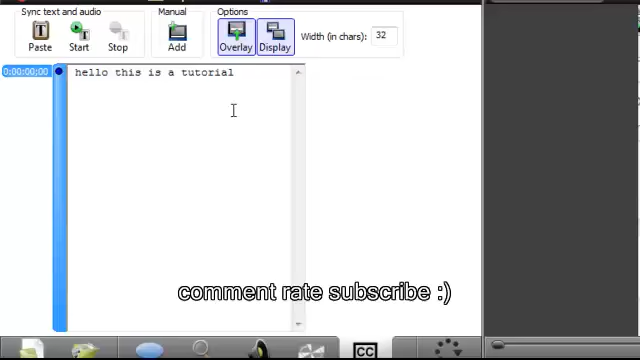 Sync text and audio Manual Options
Paste Start Stop Add Overlay Display Width (in chars): 32
0:00:00;00 hello this is a tutorial
comment rate subscribe :)
CC